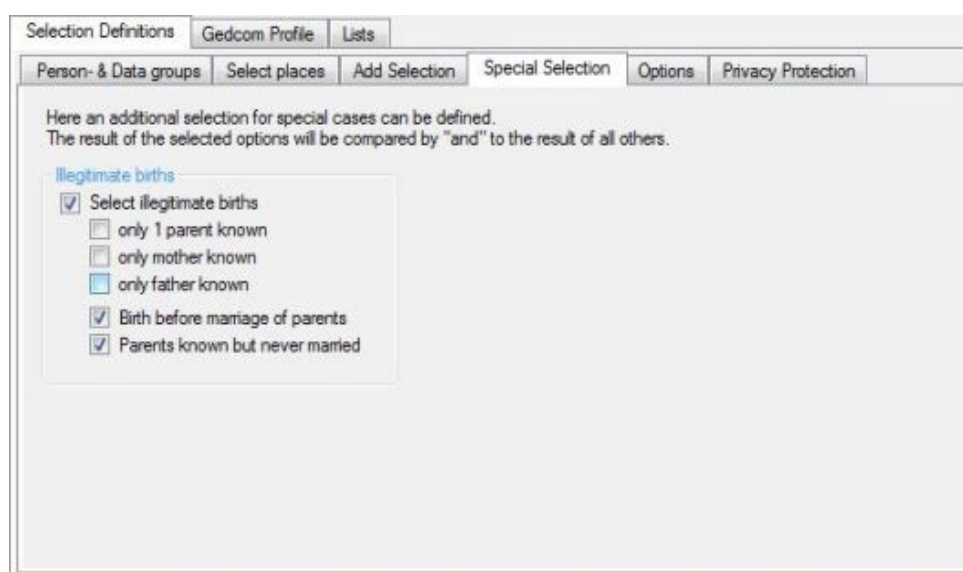 Selection Definitions Gedcom Profile Lists
Person- & Data groups Select places Add Selection Special Selection Options Privacy Protection
Here an additional selection for special cases can be defined.
The result of the selected options will be compared by "and" to the result of all others.
Illegitimate births
Select illegitimate births
only 1 parent known
only mother known
only father known
Birth before marriage of parents
Parents known but never married